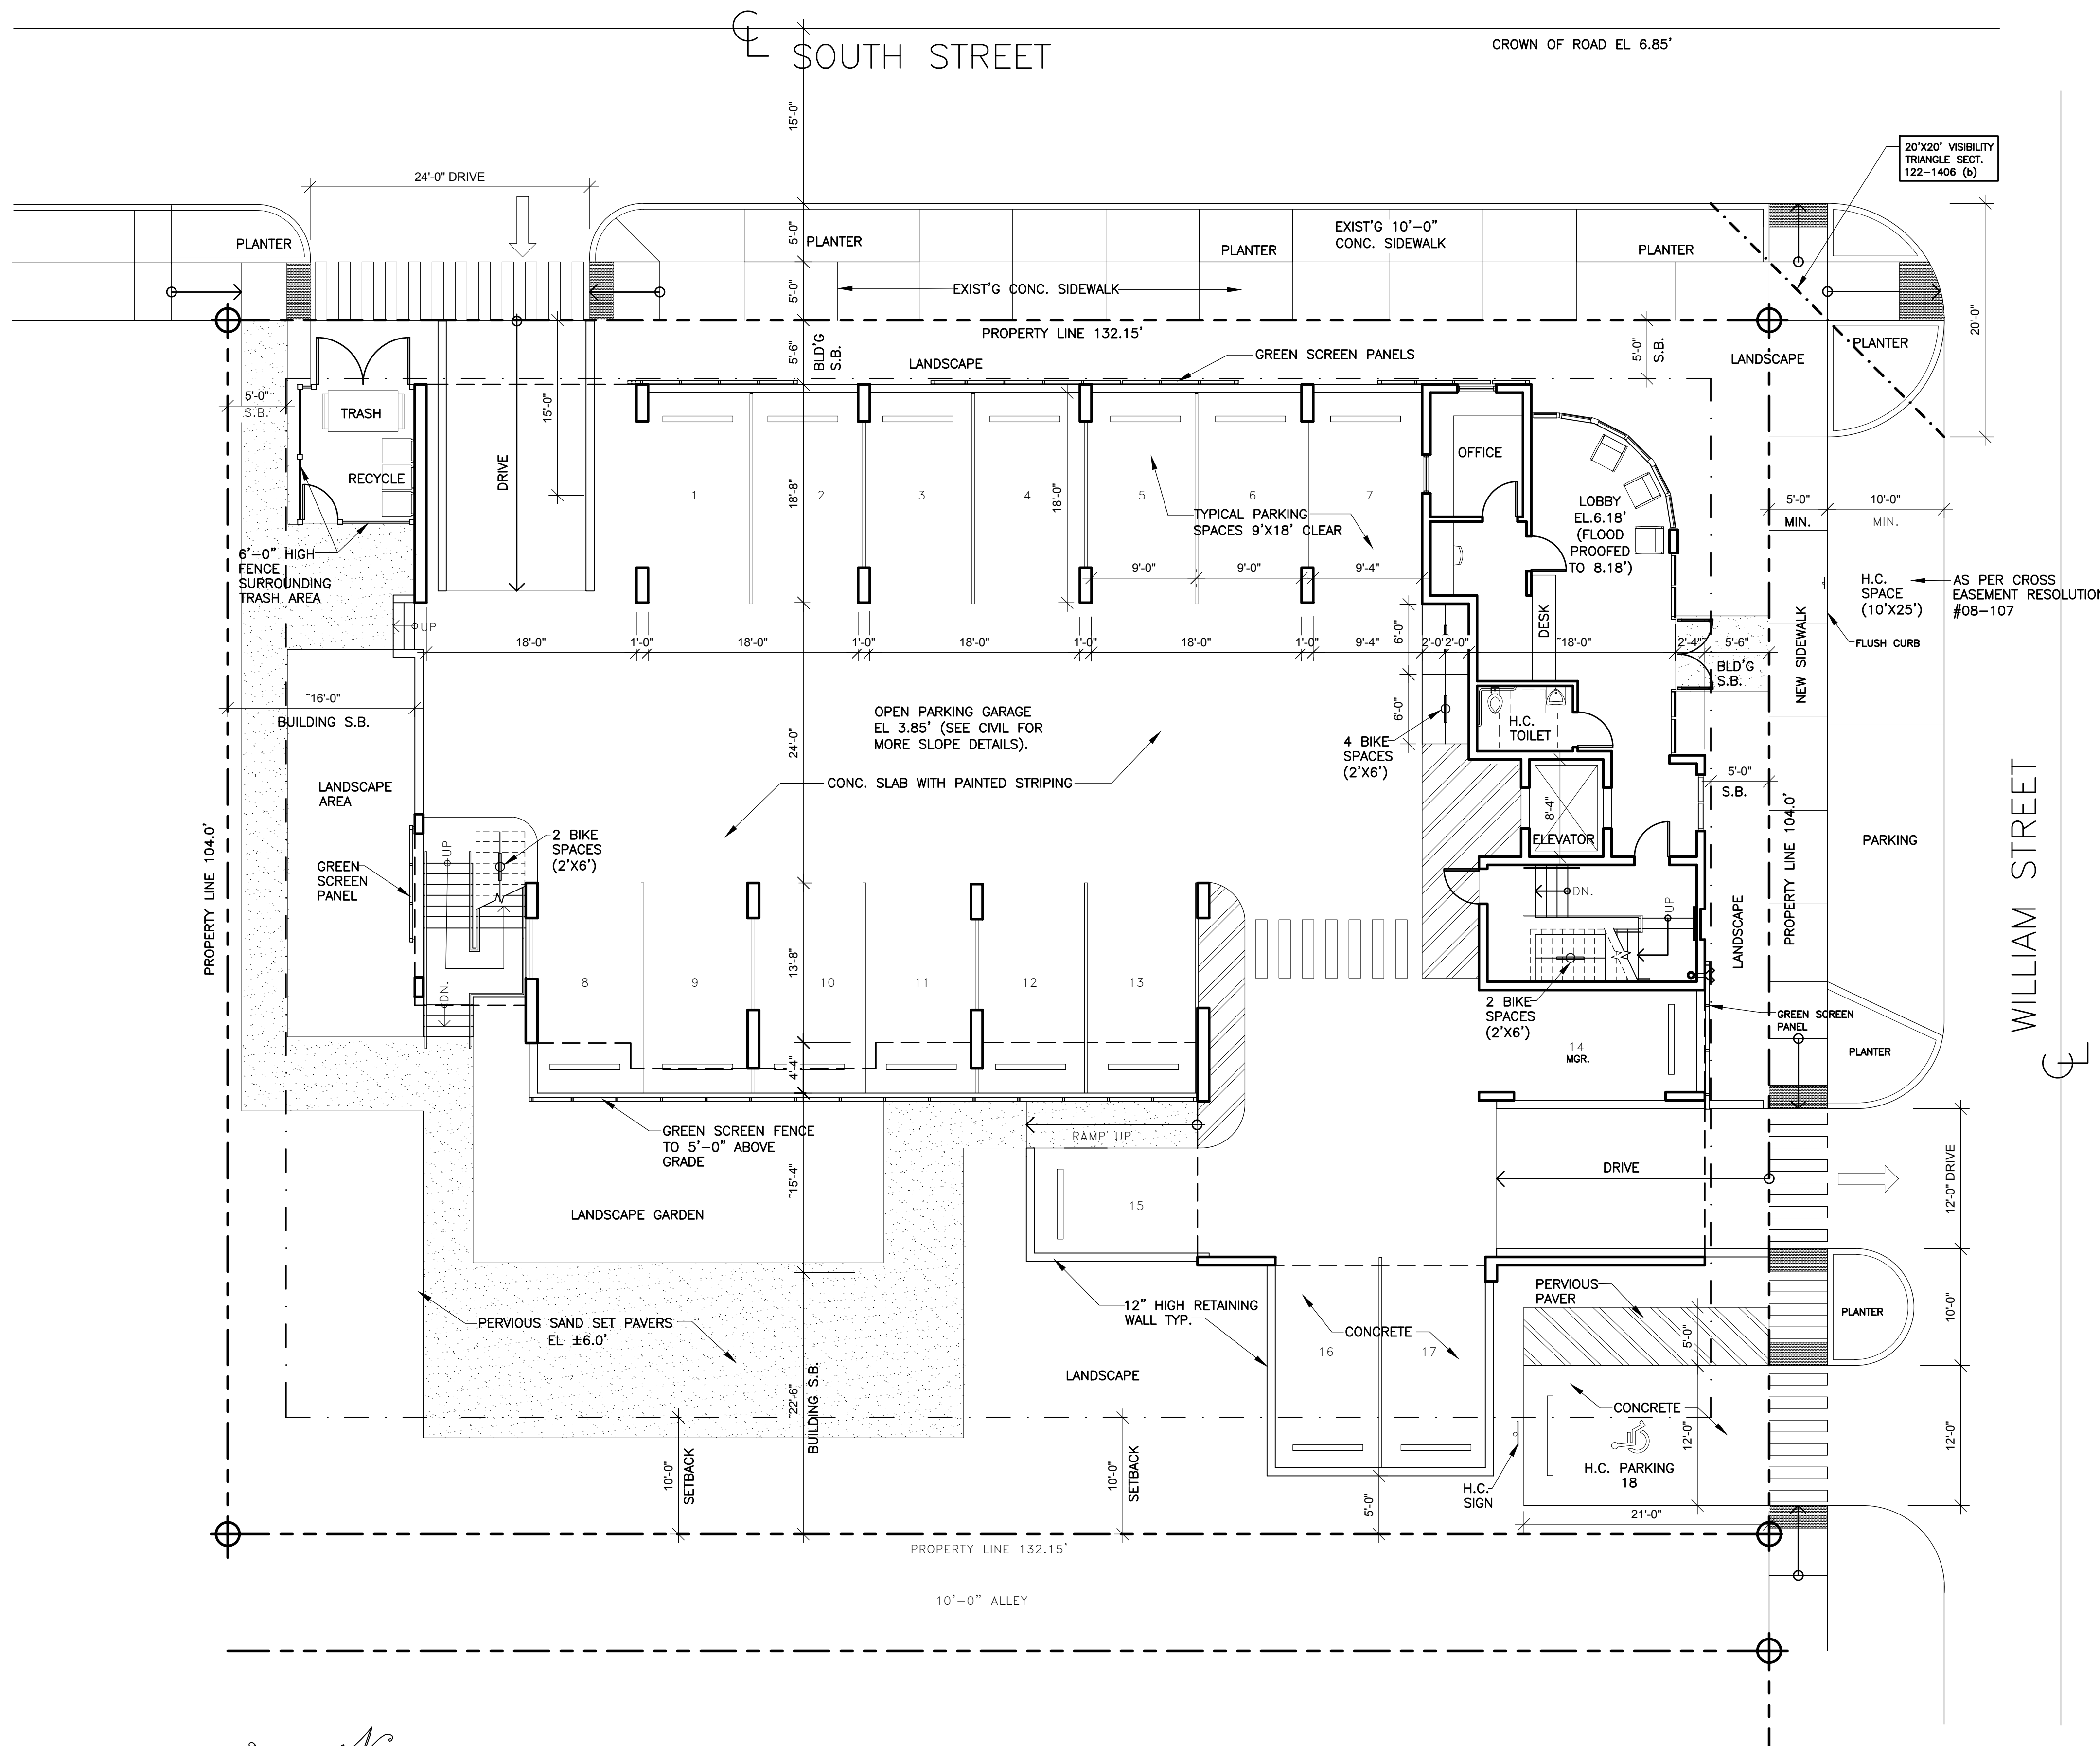 CL SOUTH STREET
CROWN OF ROAD EL 6.85'
15'-0"
20'X20' VISIBILITY
TRIANGLE SECT.
122-1406 (b)
24'-0" DRIVE
PLANTER
5'-0"
PLANTER
PLANTER
EXIST'G 10'-0"
CONC. SIDEWALK
PLANTER
5'-0"
EXIST'G CONC. SIDEWALK
20'-0"
PROPERTY LINE 132.15'
5'-6"
BLD'G
S.B.
LANDSCAPE
GREEN SCREEN PANELS
5'-0"
S.B.
LANDSCAPE
PLANTER
5'-0"
S.B.
TRASH
RECYCLE
15'-0"
DRIVE
18'-8"
18'-0"
1
2
3
4
5
6
7
TYPICAL PARKING
SPACES 9'X18' CLEAR
OFFICE
LOBBY
EL.6.18'
(FLOOD
PROOFED
TO 8.18')
5'-0"
MIN.
10'-0"
MIN.
6'-0" HIGH
FENCE
SURROUNDING
TRASH AREA
9'-0"
9'-0"
9'-4"
H.C.
SPACE
(10'X25')
AS PER CROSS
EASEMENT RESOLUTION
#08-107
UP
18'-0"
1'-0"
18'-0"
1'-0"
18'-0"
1'-0"
18'-0"
1'-0"
9'-4"
6'-0"
2'-0"
2'-0"
DESK
~18'-0"
2'-4"
5'-6"
BLD'G
S.B.
NEW SIDEWALK
FLUSH CURB
~16'-0"
BUILDING S.B.
OPEN PARKING GARAGE
EL 3.85' (SEE CIVIL FOR
MORE SLOPE DETAILS).
24'-0"
6'-0"
4 BIKE
SPACES
(2'X6')
H.C.
TOILET
5'-0"
S.B.
LANDSCAPE
AREA
CONC. SLAB WITH PAINTED STRIPING
8'-4"
ELEVATOR
PARKING
WILLIAM STREET
CL
PROPERTY LINE 104.0'
GREEN
SCREEN
PANEL
UP
2 BIKE
SPACES
(2'X6')
DN.
UP
LANDSCAPE
PROPERTY LINE 104.0'
DN.
13'-8"
8
9
10
11
12
13
2 BIKE
SPACES
(2'X6')
14
MGR.
GREEN SCREEN
PANEL
PLANTER
4'-4"
GREEN SCREEN FENCE
TO 5'-0" ABOVE
GRADE
RAMP UP
~15'-4"
15
DRIVE
12'-0" DRIVE
LANDSCAPE GARDEN
PERVIOUS
PAVER
PLANTER
10'-0"
12" HIGH RETAINING
WALL TYP.
PERVIOUS SAND SET PAVERS
EL ±6.0'
CONCRETE
16
17
5'-0"
LANDSCAPE
~22'-6"
BUILDING S.B.
CONCRETE
12'-0"
12'-0"
10'-0"
SETBACK
10'-0"
SETBACK
H.C. PARKING
18
H.C.
SIGN
5'-0"
21'-0"
PROPERTY LINE 132.15'
10'-0" ALLEY